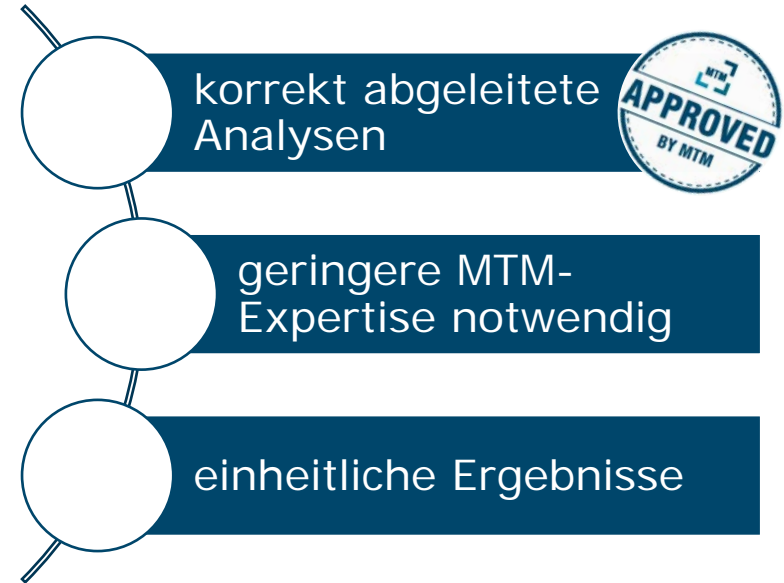 korrekt abgeleitete
Analysen
MTM
APPROVED
BY MTM
geringere MTM-
Expertise notwendig
einheitliche Ergebnisse